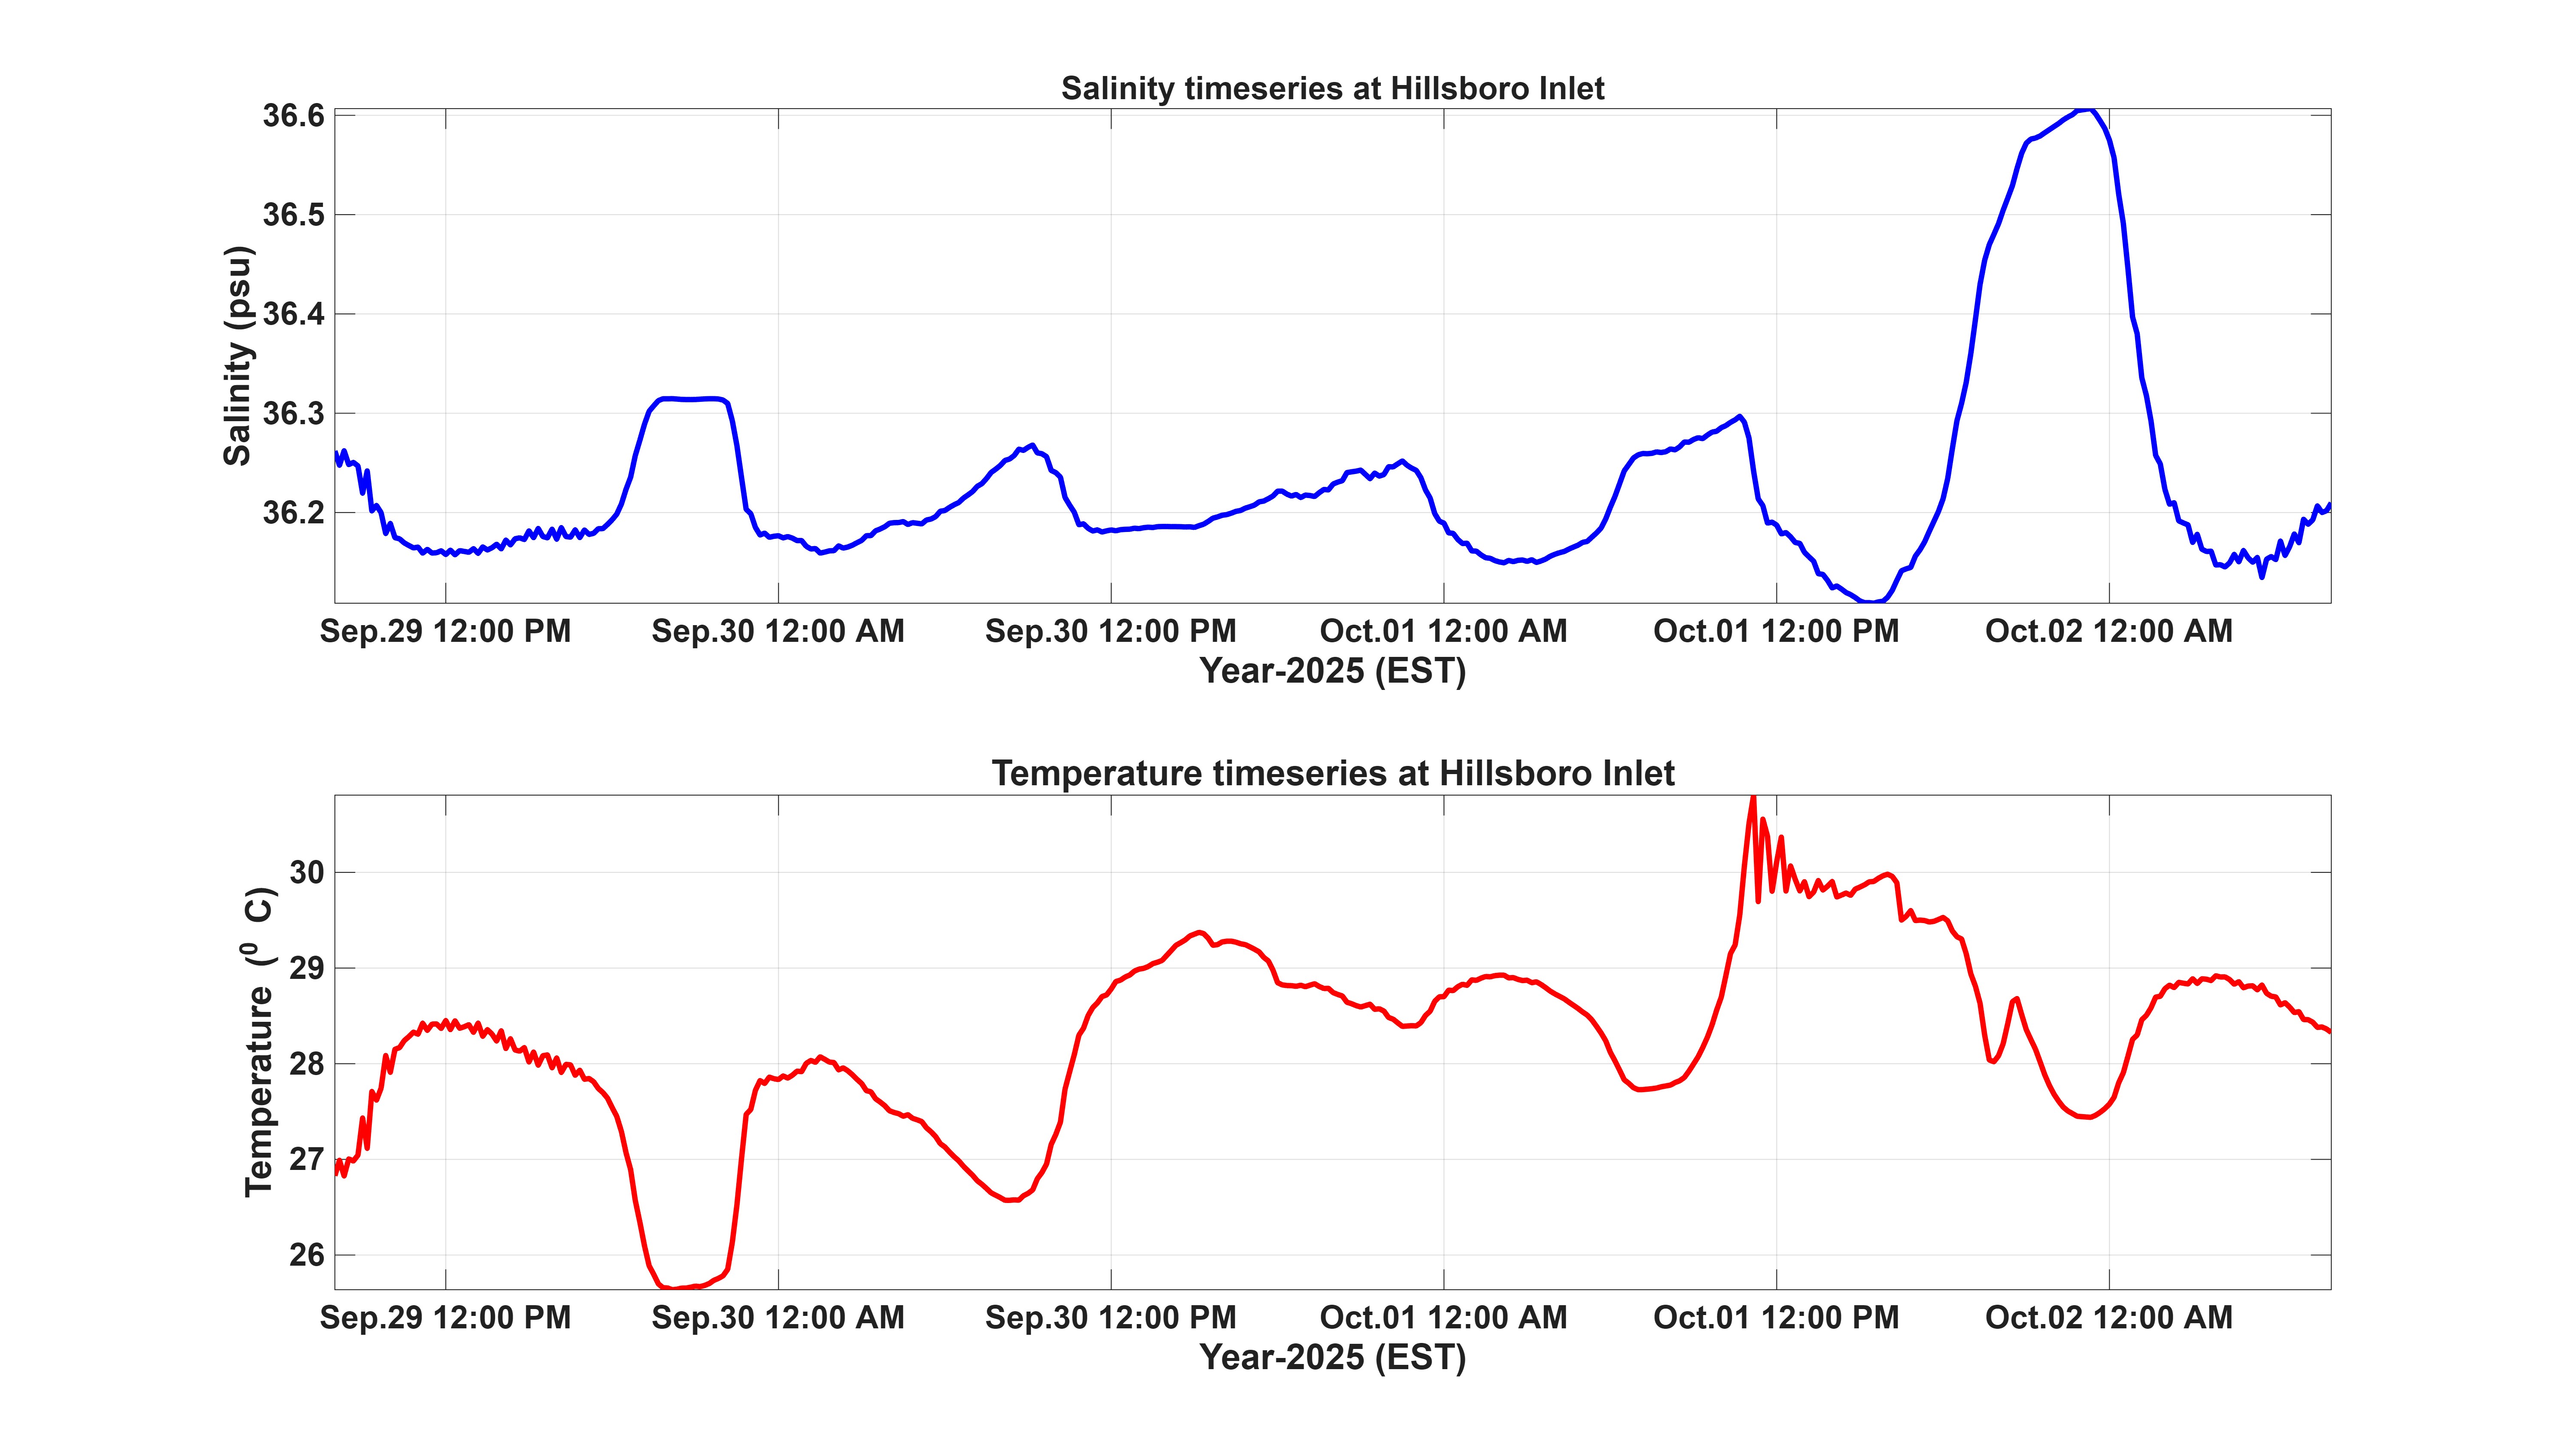 Salinity timeseries at Hillsboro Inlet
36.6
36.5
36.4
36.3
36.2
Salinity (psu)
Sep.29 12:00 PM Sep.30 12:00 AM Sep.30 12:00 PM Oct.01 12:00 AM Oct.01 12:00 PM Oct.02 12:00 AM
Year-2025 (EST)
Temperature timeseries at Hillsboro Inlet
30
29
28
27
26
Temperature (⁰ C)
Sep.29 12:00 PM Sep.30 12:00 AM Sep.30 12:00 PM Oct.01 12:00 AM Oct.01 12:00 PM Oct.02 12:00 AM
Year-2025 (EST)